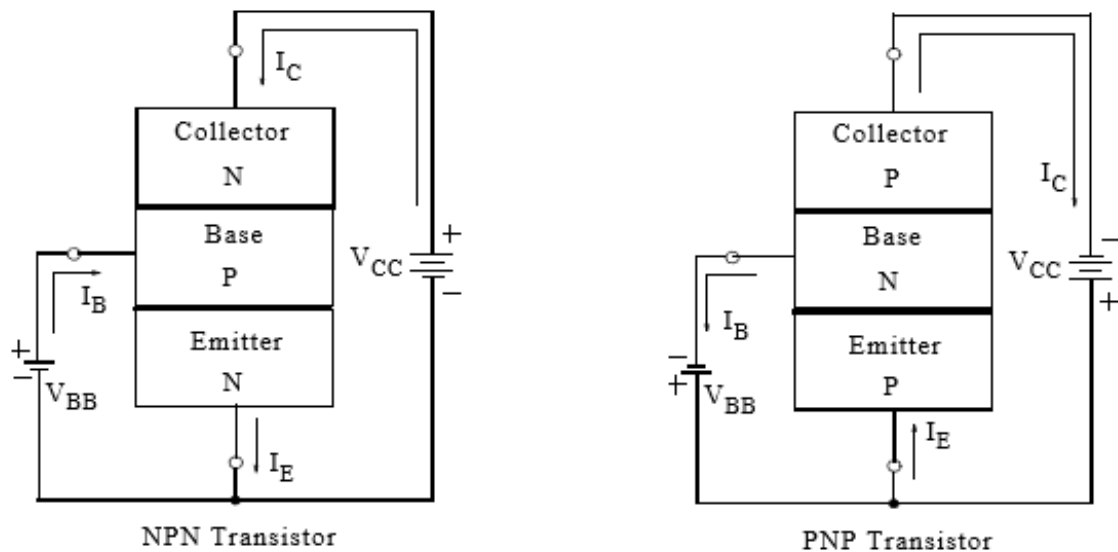 I_C
Collector
N
Base
P
I_B
V_CC
+
−
Emitter
N
+
−
V_BB
I_E
NPN Transistor
Collector
P
I_C
Base
N
I_B
V_CC
−
+
Emitter
P
−
+
V_BB
I_E
PNP Transistor